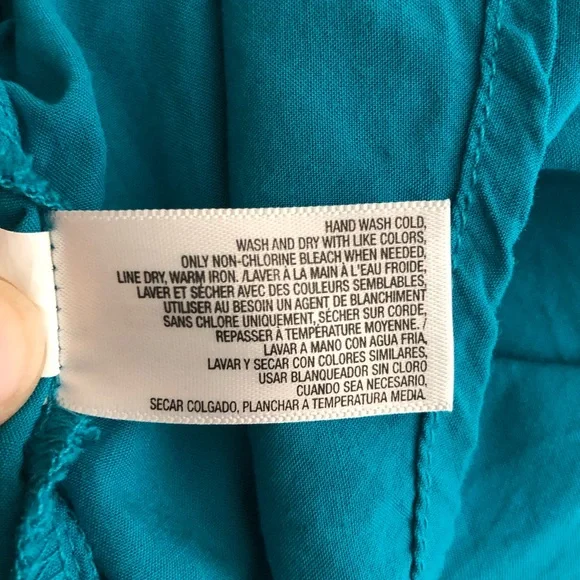 HAND WASH COLD,
WASH AND DRY WITH LIKE COLORS,
ONLY NON-CHLORINE BLEACH WHEN NEEDED,
LINE DRY, WARM IRON. /LAVER À LA MAIN À L'EAU FROIDE,
LAVER ET SÉCHER AVEC DES COULEURS SEMBLABLES,
UTILISER AU BESOIN UN AGENT DE BLANCHIMENT
SANS CHLORE UNIQUEMENT, SÉCHER SUR CORDE,
REPASSER À TEMPÉRATURE MOYENNE. /
LAVAR A MANO CON AGUA FRIA,
LAVAR Y SECAR CON COLORES SIMILARES,
USAR BLANQUEADOR SIN CLORO
CUANDO SEA NECESARIO,
SECAR COLGADO, PLANCHAR A TEMPERATURA MEDIA.